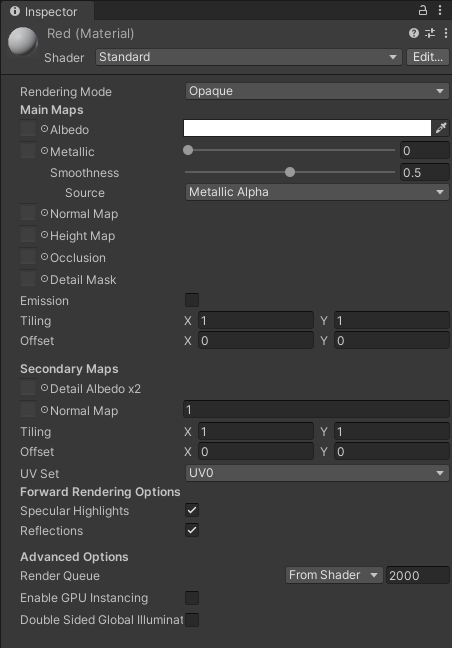 Inspector
Red (Material)
Shader Standard Edit...
Rendering Mode Opaque
Main Maps
Albedo
Metallic 0
Smoothness 0.5
Source Metallic Alpha
Normal Map
Height Map
Occlusion
Detail Mask
Emission
Tiling X 1 Y 1
Offset X 0 Y 0
Secondary Maps
Detail Albedo x2
Normal Map 1
Tiling X 1 Y 1
Offset X 0 Y 0
UV Set UV0
Forward Rendering Options
Specular Highlights
Reflections
Advanced Options
Render Queue From Shader 2000
Enable GPU Instancing
Double Sided Global Illuminat